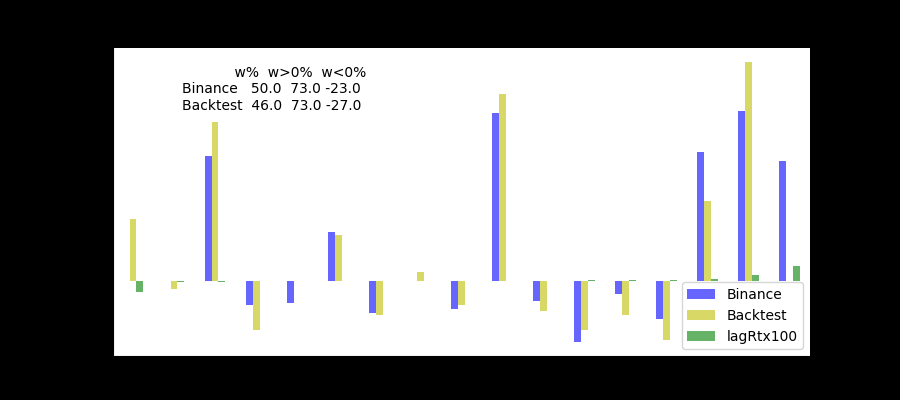 w% w>0% w<0%
Binance 50.0 73.0 -23.0
Backtest 46.0 73.0 -27.0
Binance
Backtest
lagRtx100